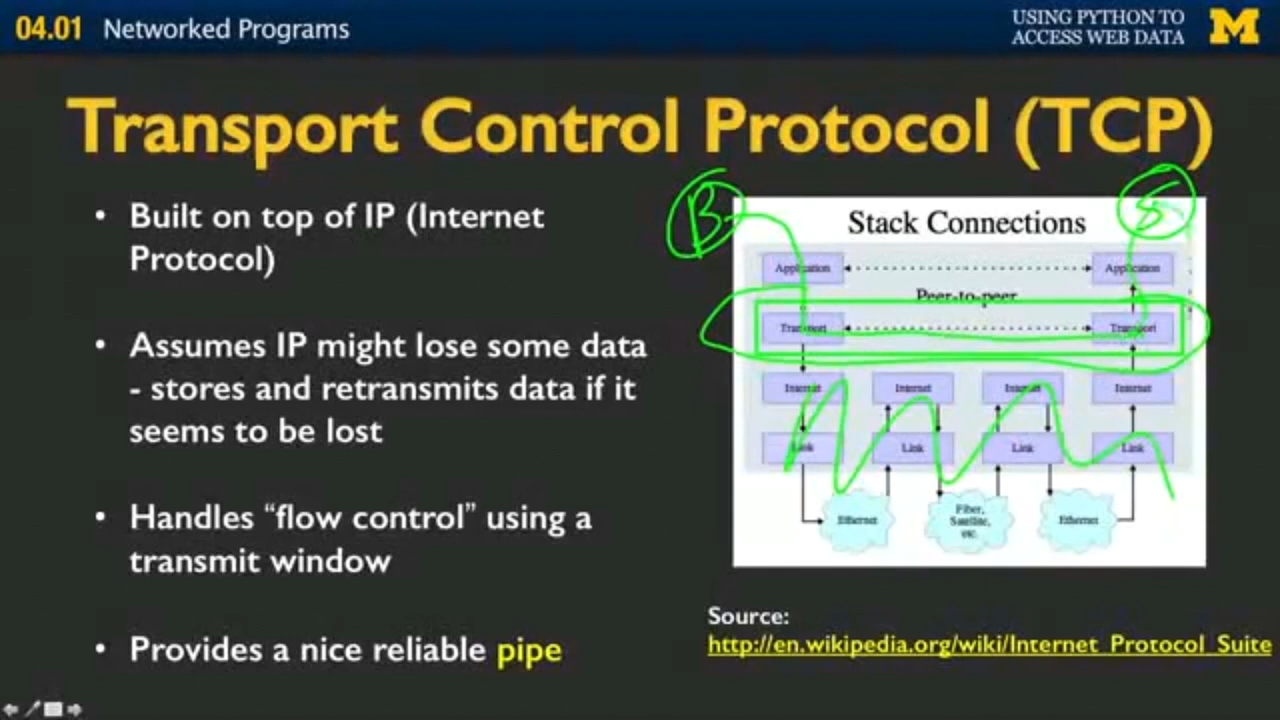 04.01 Networked Programs
USING PYTHON TO
ACCESS WEB DATA
M
Transport Control Protocol (TCP)
• Built on top of IP (Internet
Protocol)
• Assumes IP might lose some data
- stores and retransmits data if it
seems to be lost
• Handles “flow control” using a
transmit window
• Provides a nice reliable pipe
B
S
Stack Connections
Application Application
Peer-to-peer
Transport Transport
Internet Internet Internet Internet
Link Link Link Link
Ethernet
Fiber,
Satellite,
etc.
Ethernet
Source:
http://en.wikipedia.org/wiki/Internet_Protocol_Suite